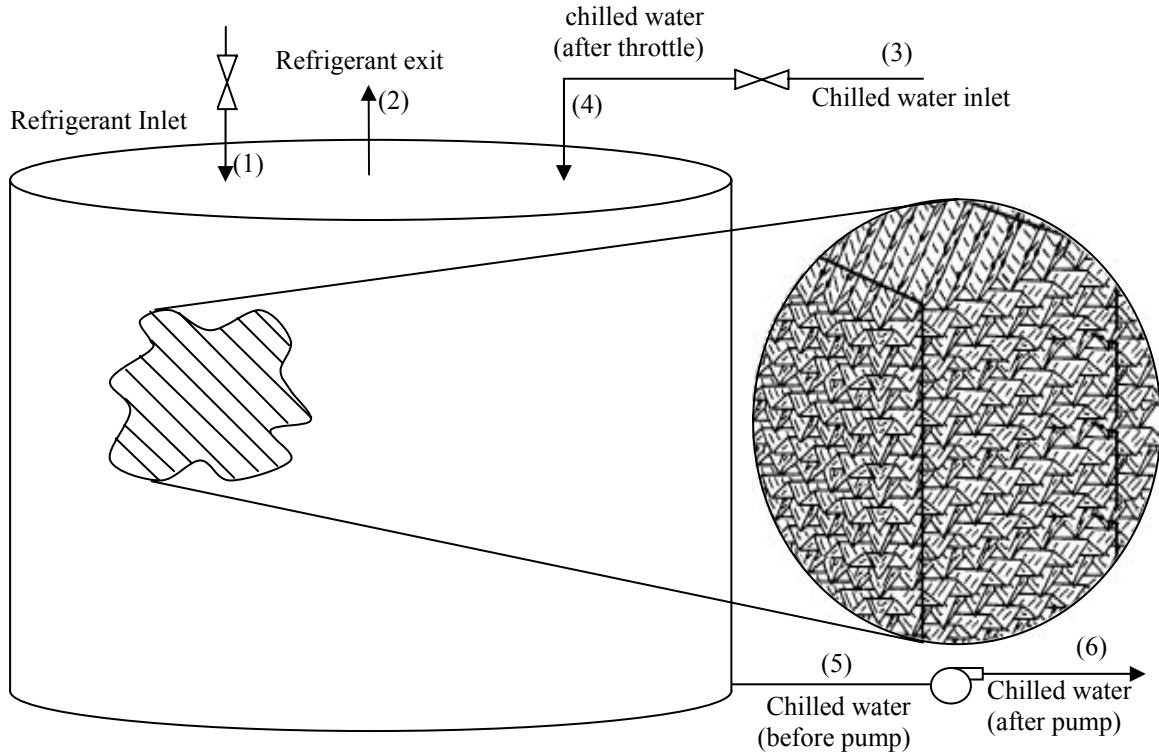 chilled water
(after throttle)
(3)
Refrigerant exit
(2)
(4)
Chilled water inlet
Refrigerant Inlet
(1)
(5)
(6)
Chilled water
(before pump)
Chilled water
(after pump)